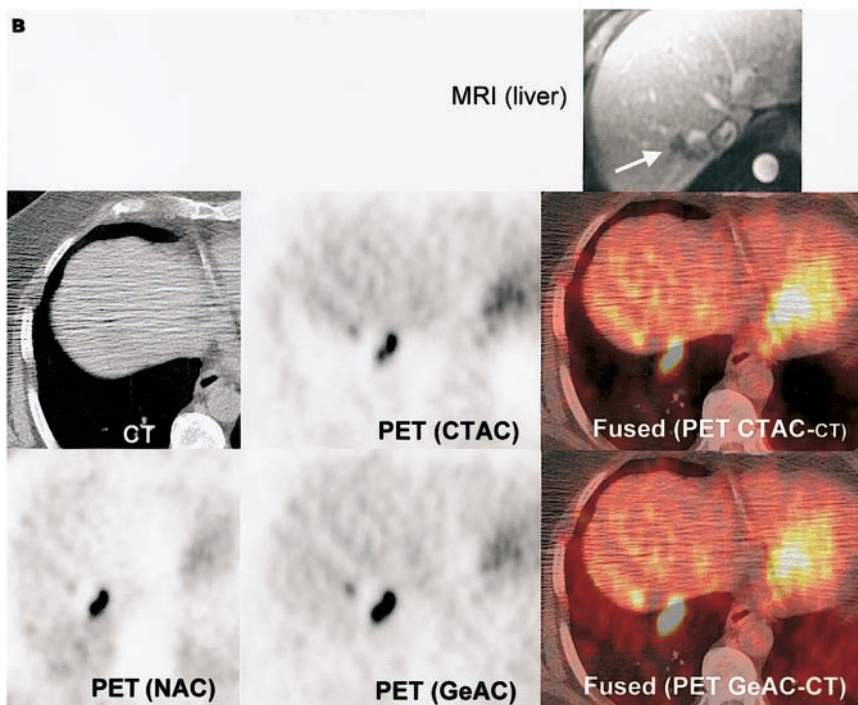 B
MRI (liver)
CT
PET (CTAC)
Fused (PET CTAC-CT)
PET (NAC)
PET (GeAC)
Fused (PET GeAC-CT)